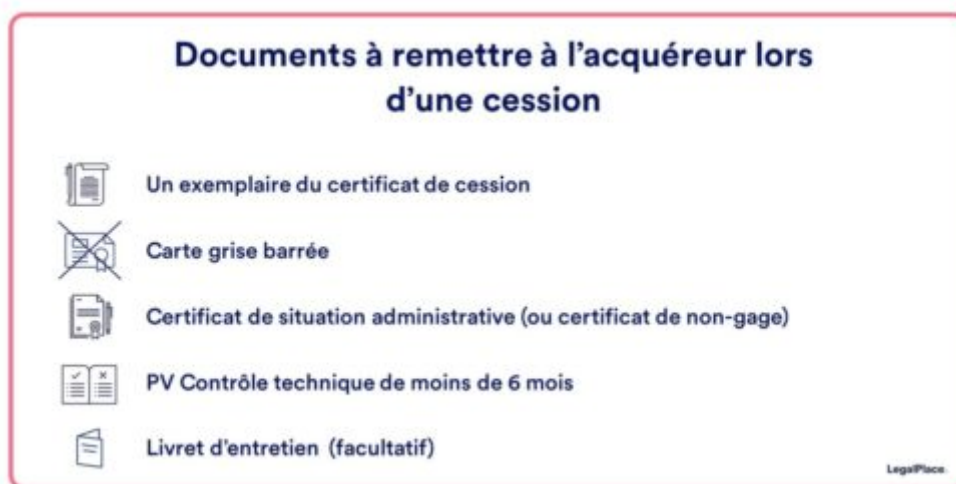 Documents à remettre à l'acquéreur lors
d'une cession
Un exemplaire du certificat de cession
Carte grise barrée
Certificat de situation administrative (ou certificat de non-gage)
PV Contrôle technique de moins de 6 mois
Livret d'entretien (facultatif)
LegalPlace.